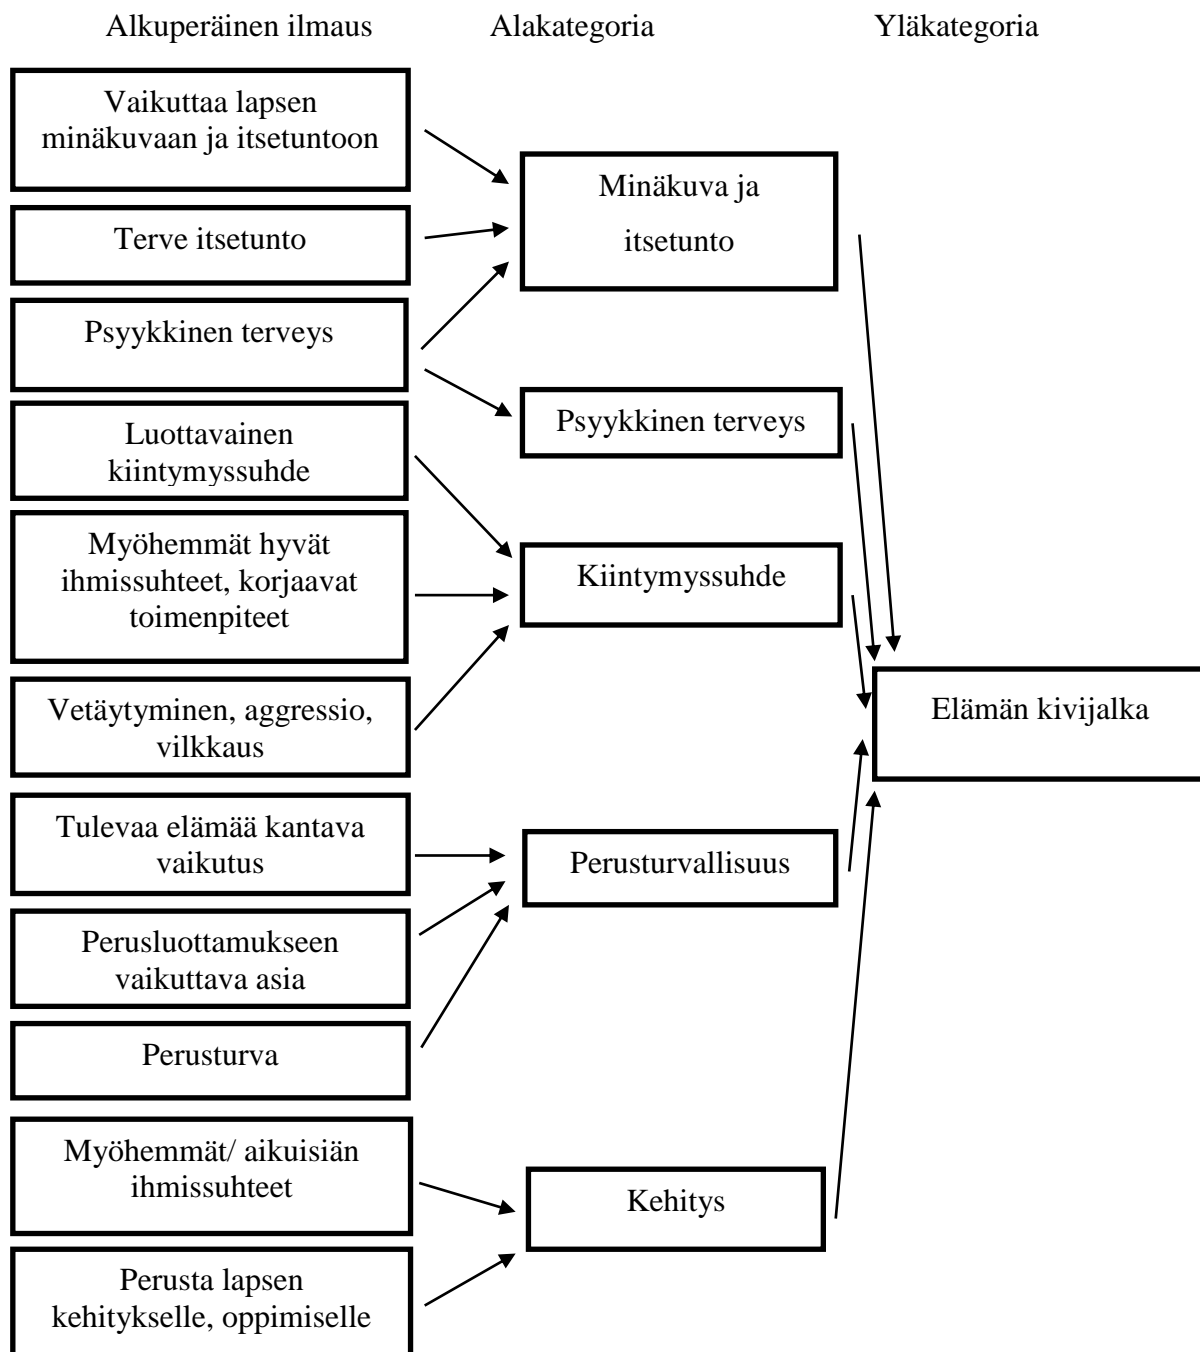 Alkuperäinen ilmaus Alakategoria Yläkategoria
Vaikuttaa lapsen
minäkuvaan ja itsetuntoon
Terve itsetunto
Psyykkinen terveys
Luottavainen
kiintymyssuhde
Myöhemmät hyvät
ihmissuhteet, korjaavat
toimenpiteet
Vetäytyminen, aggressio,
vilkkaus
Tulevaa elämää kantava
vaikutus
Perusluottamukseen
vaikuttava asia
Perusturva
Myöhemmät/ aikuisiän
ihmissuhteet
Perusta lapsen
kehitykselle, oppimiselle
Minäkuva ja
itsetunto
Psyykkinen terveys
Kiintymyssuhde
Perusturvallisuus
Kehitys
Elämän kivijalka